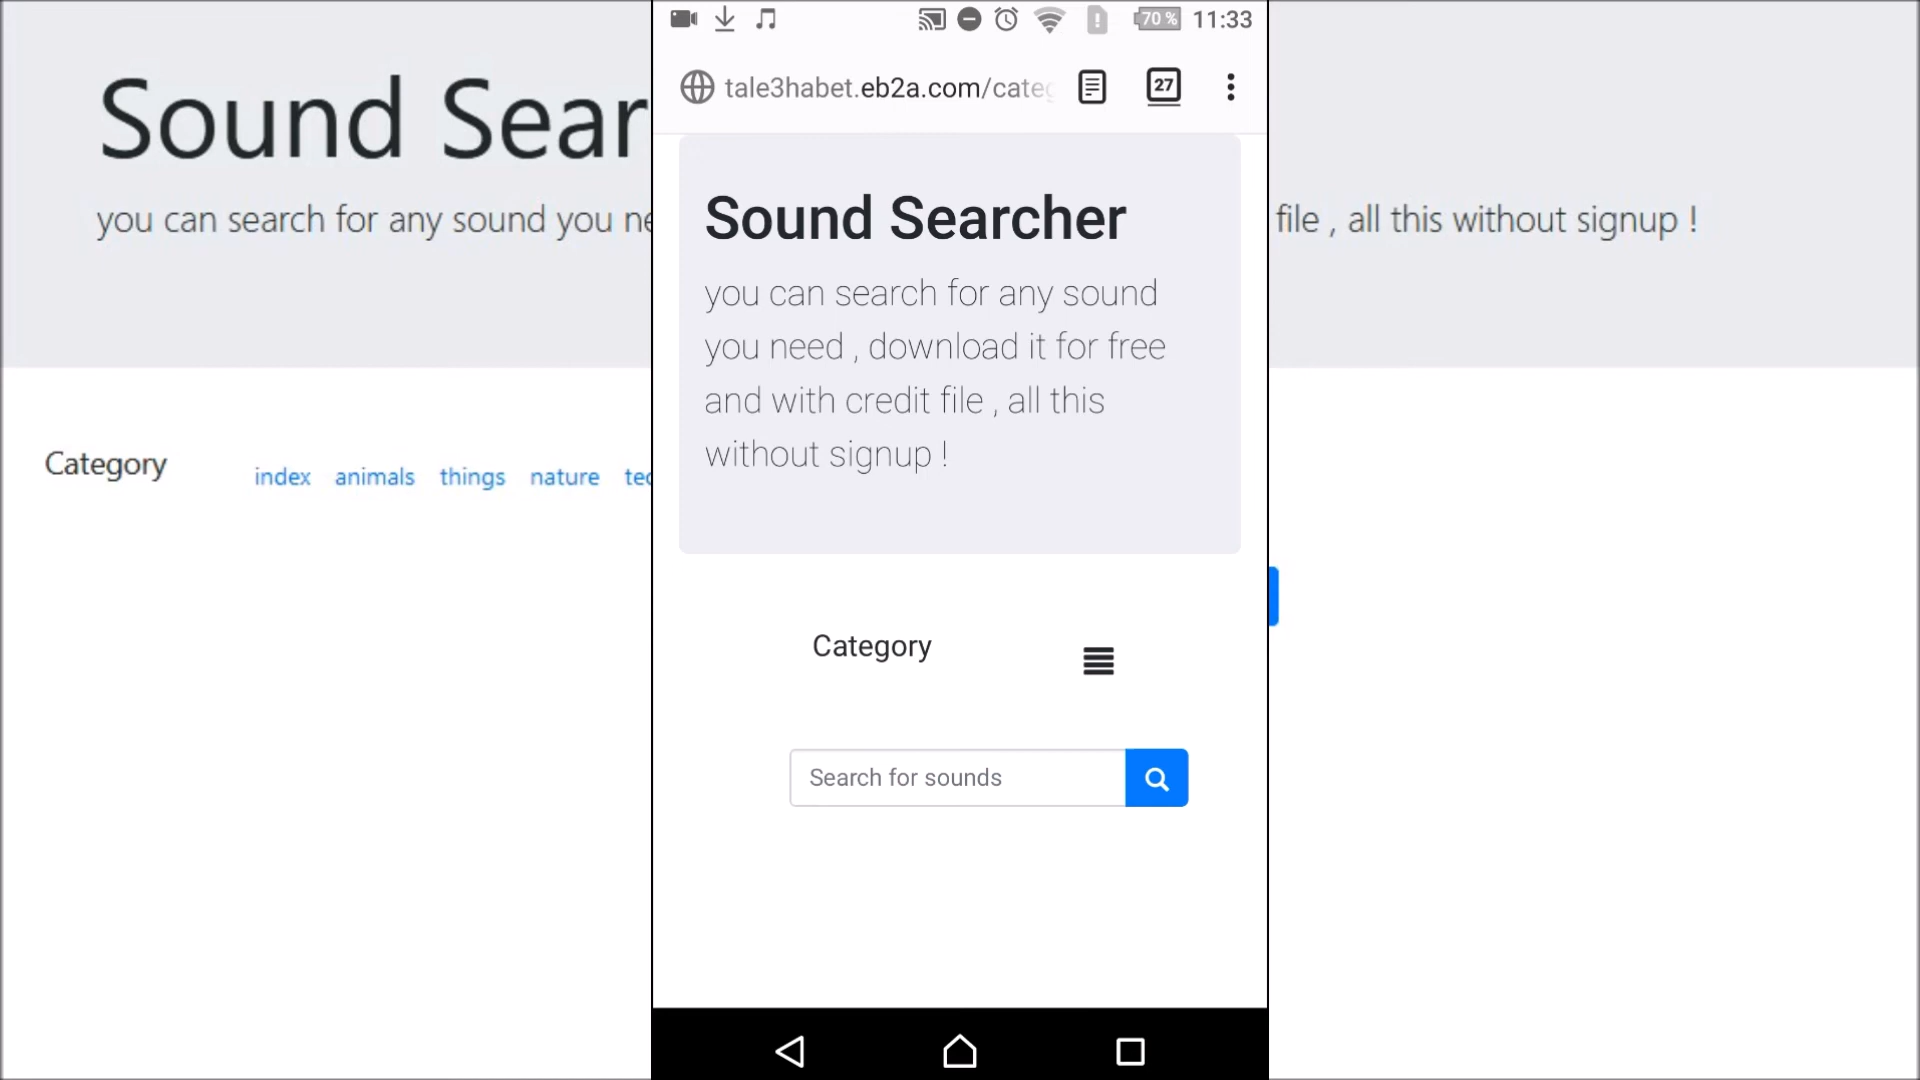 70 % 11:33
tale3habet.eb2a.com/categ
27
Sound Sear
you can search for any sound you ne
file , all this without signup !
Category
index animals things nature tec
Sound Searcher
you can search for any sound
you need , download it for free
and with credit file , all this
without signup !
Category
Search for sounds